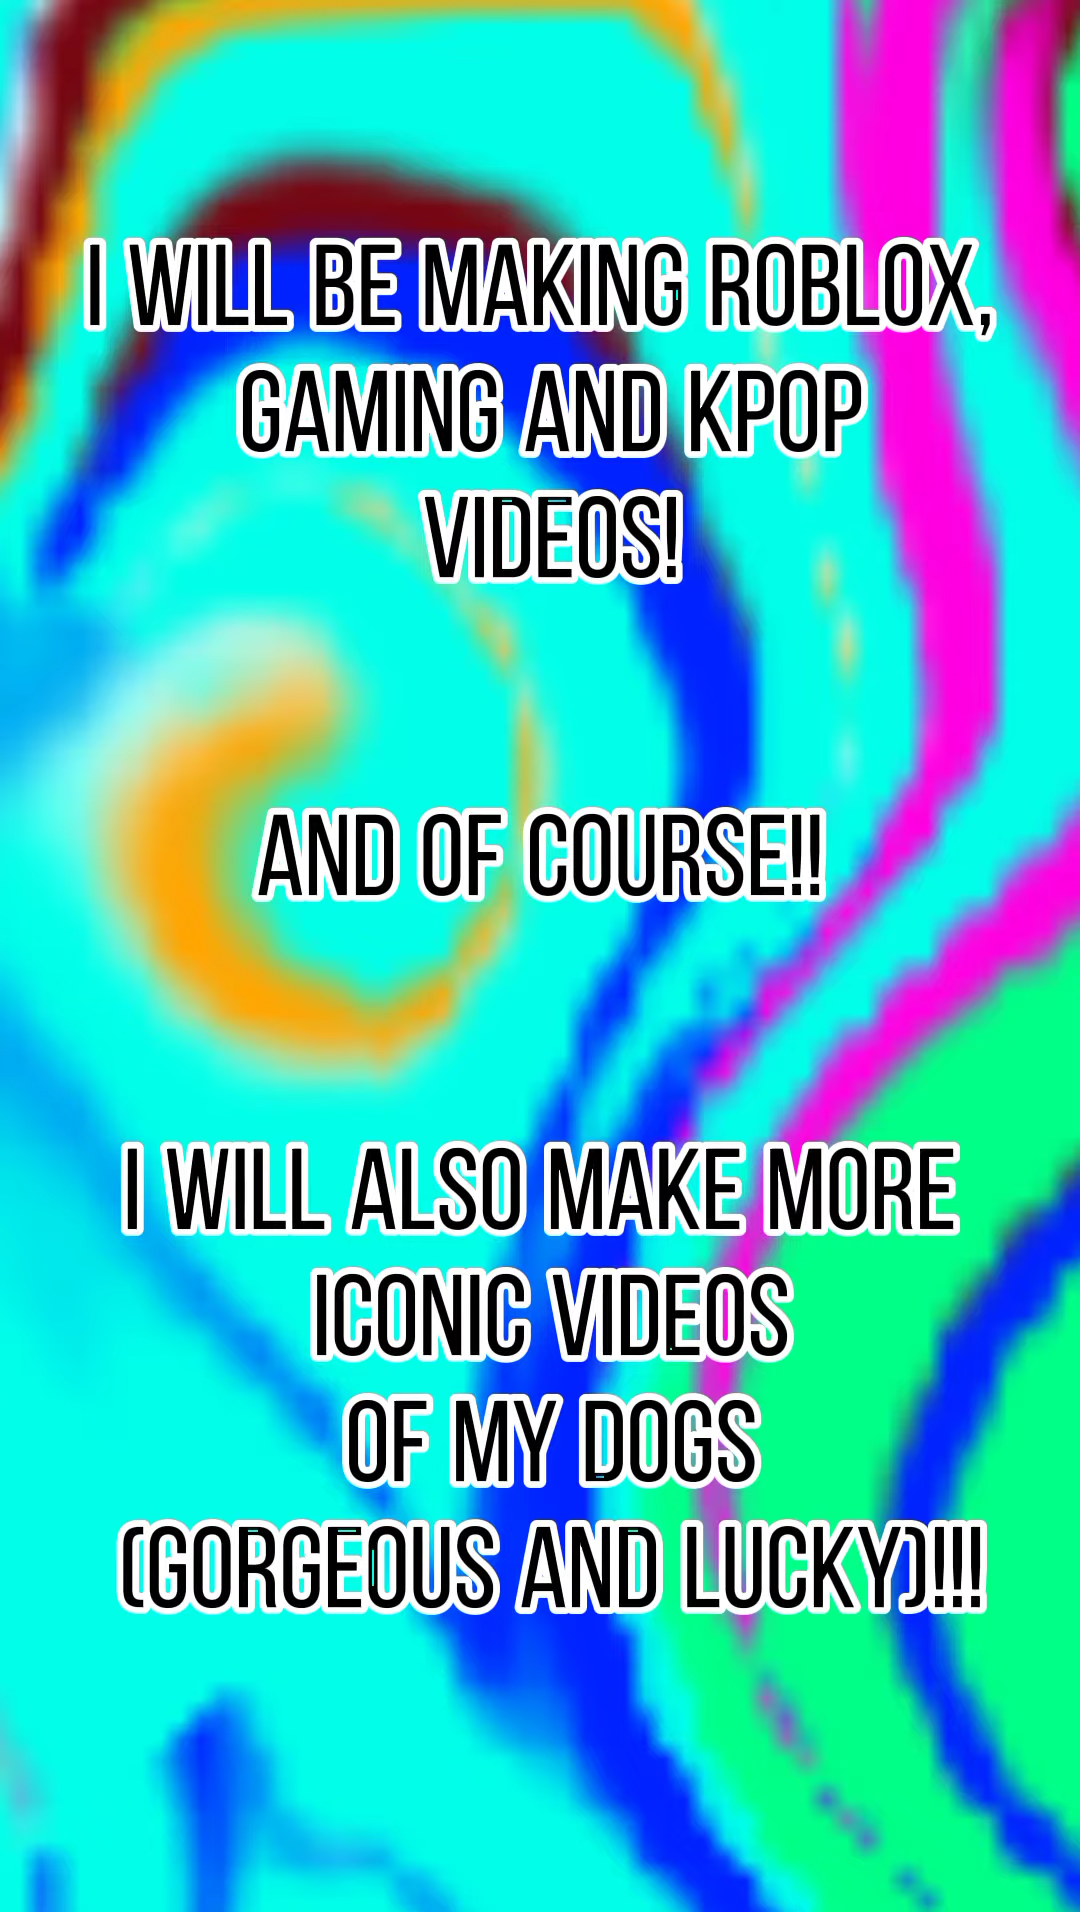 I WILL BE MAKING ROBLOX,
GAMING AND KPOP
VIDEOS!
AND OF COURSE!!
I WILL ALSO MAKE MORE
ICONIC VIDEOS
OF MY DOGS
(GORGEOUS AND LUCKY)!!!